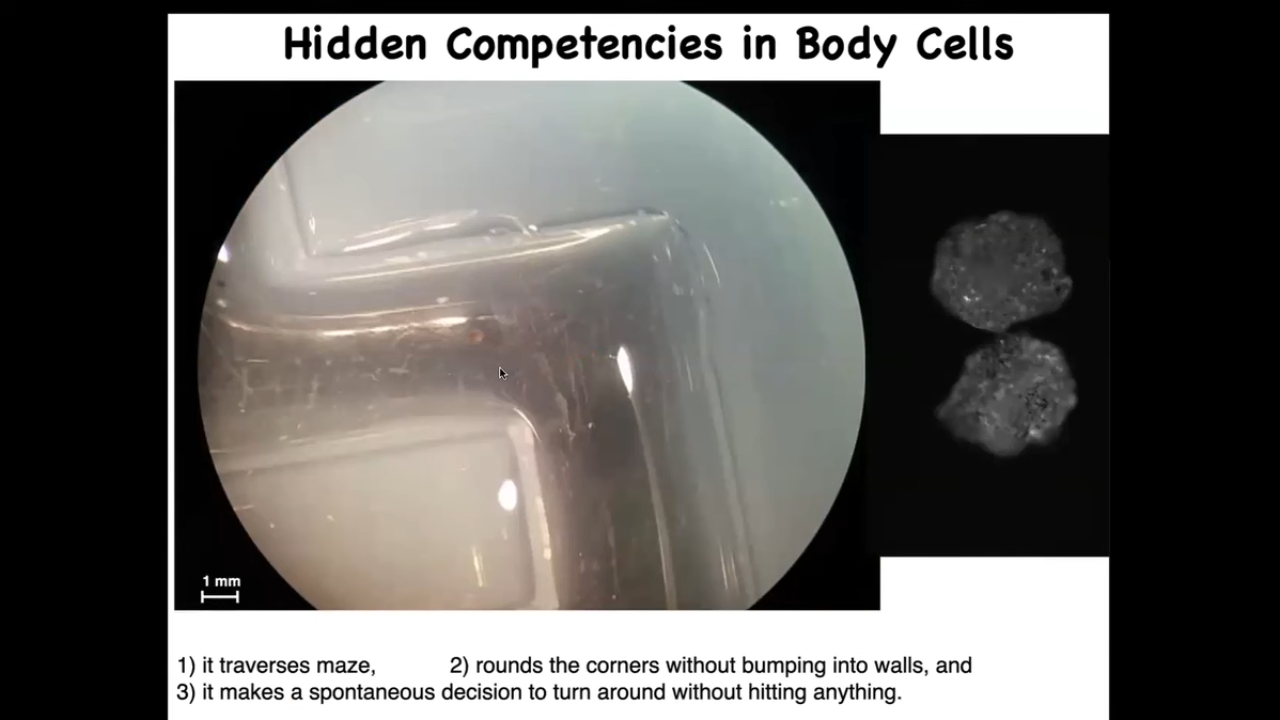 Hidden Competencies in Body Cells
1 mm
1) it traverses maze, 2) rounds the corners without bumping into walls, and
3) it makes a spontaneous decision to turn around without hitting anything.